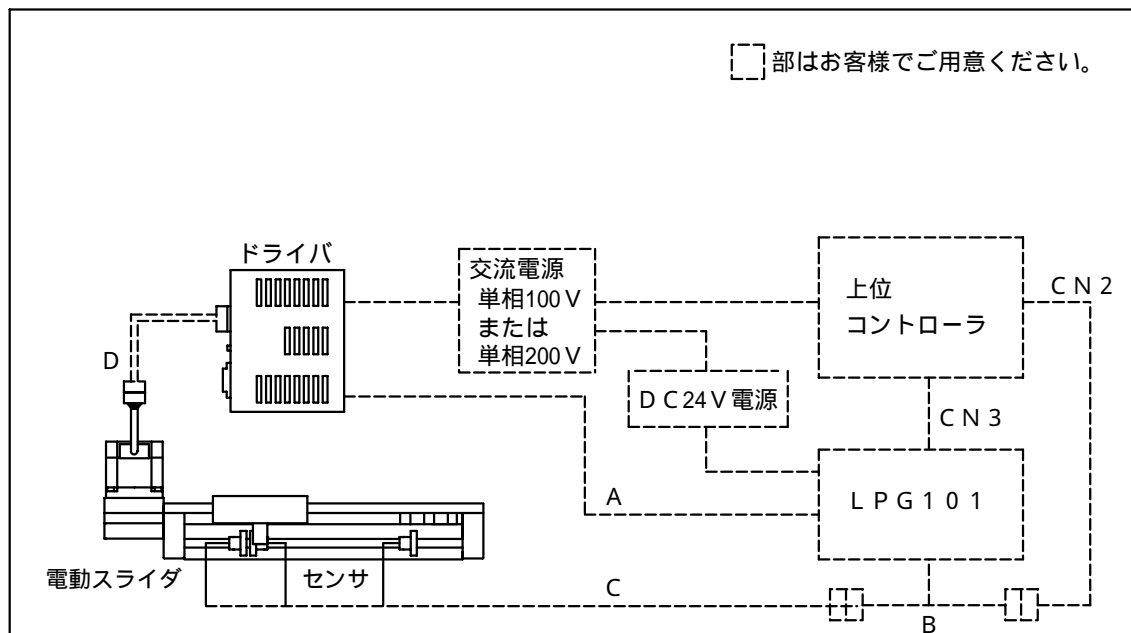 部はお客様でご用意ください。
ドライバ
交流電源
単相100V
または
単相200V
上位
コントローラ
CN2
D
DC24V電源
CN3
A
LPG101
電動スライダ
センサ
C
B